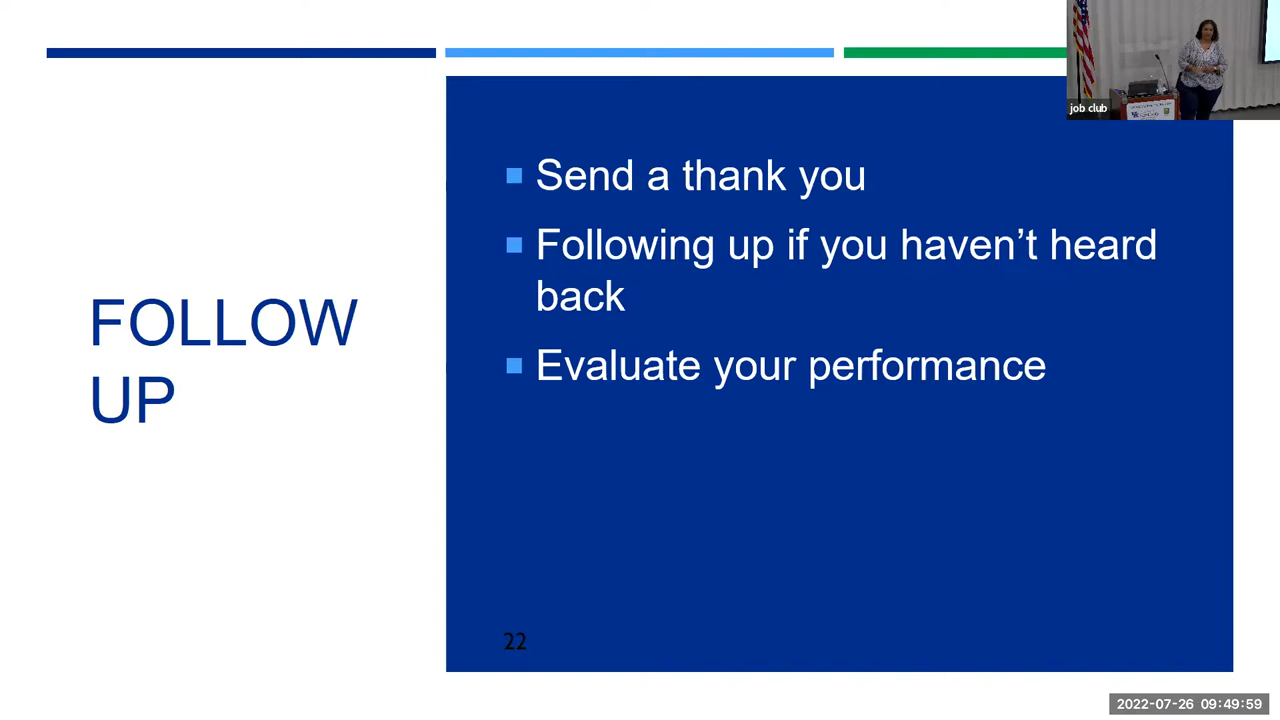 job club
FOLLOW
UP
Send a thank you
Following up if you haven’t heard
back
Evaluate your performance
22
2022-07-26 09:49:59